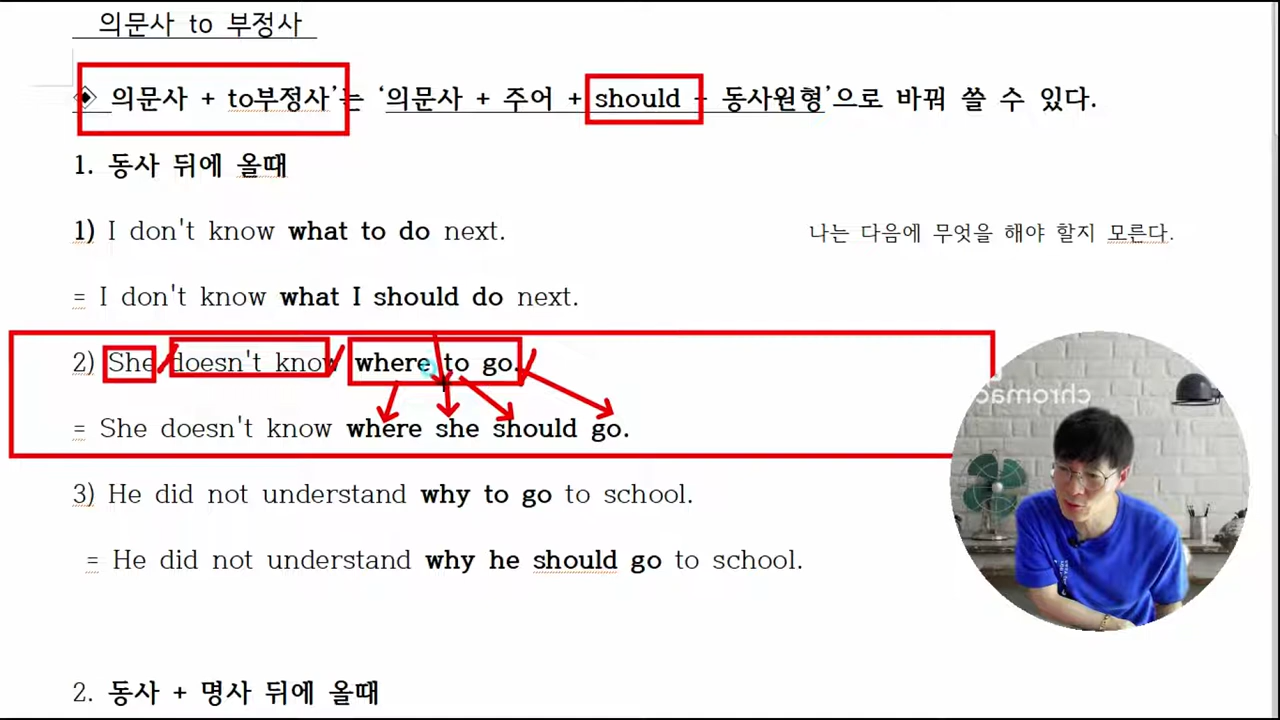 의문사 to 부정사
◈ 의문사 + to부정사’는 ‘의문사 + 주어 + should + 동사원형’으로 바꿔 쓸 수 있다.
1. 동사 뒤에 올때
1) I don't know what to do next. 나는 다음에 무엇을 해야 할지 모른다.
= I don't know what I should do next.
2) She doesn't know where to go.
= She doesn't know where she should go.
3) He did not understand why to go to school.
= He did not understand why he should go to school.
2. 동사 + 명사 뒤에 올때